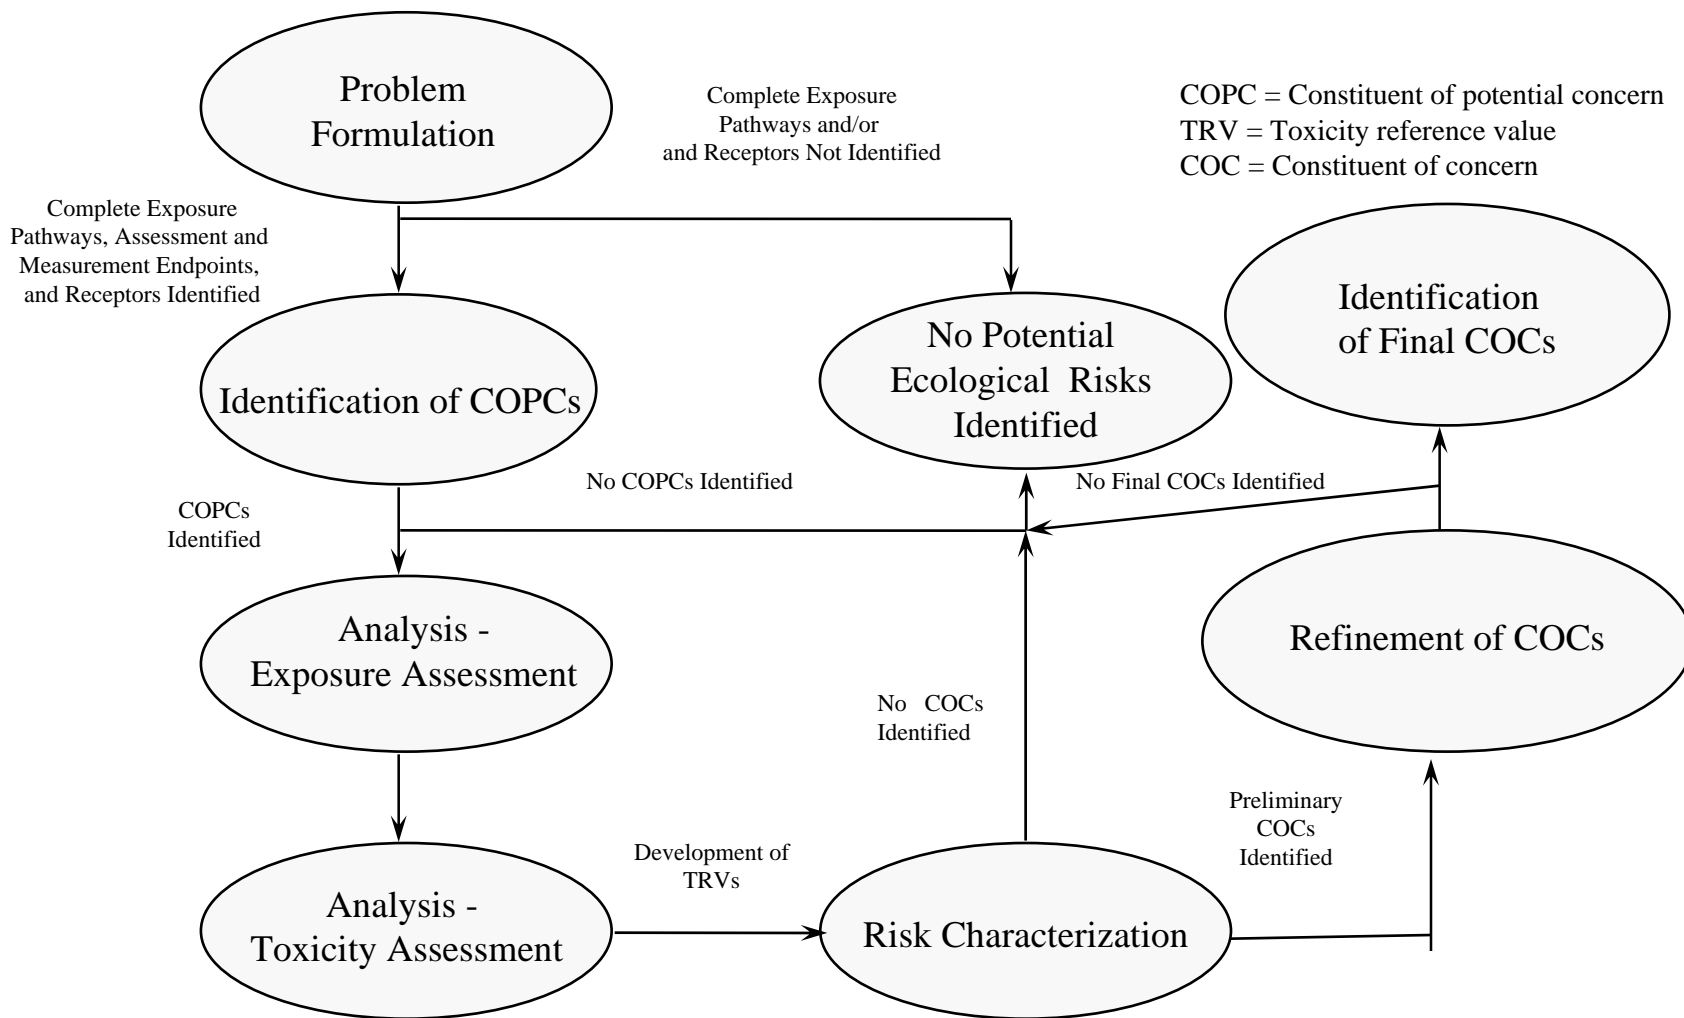 Problem
Formulation
Complete Exposure
Pathways and/or
and Receptors Not Identified
COPC = Constituent of potential concern
TRV = Toxicity reference value
COC = Constituent of concern
Complete Exposure
Pathways, Assessment and
Measurement Endpoints,
and Receptors Identified
Identification of COPCs
No Potential
Ecological Risks
Identified
Identification
of Final COCs
COPCs
Identified
No COPCs Identified
No Final COCs Identified
Analysis -
Exposure Assessment
No COCs
Identified
Refinement of COCs
Preliminary
COCs
Identified
Analysis -
Toxicity Assessment
Development of
TRVs
Risk Characterization